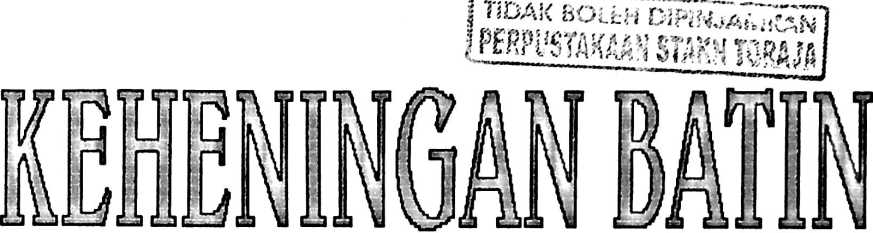 TIDAK BOLEH DIPINJAMKAN
PERPUSTAKAAN STAKN TORAJA
KEHENINGAN BATIN